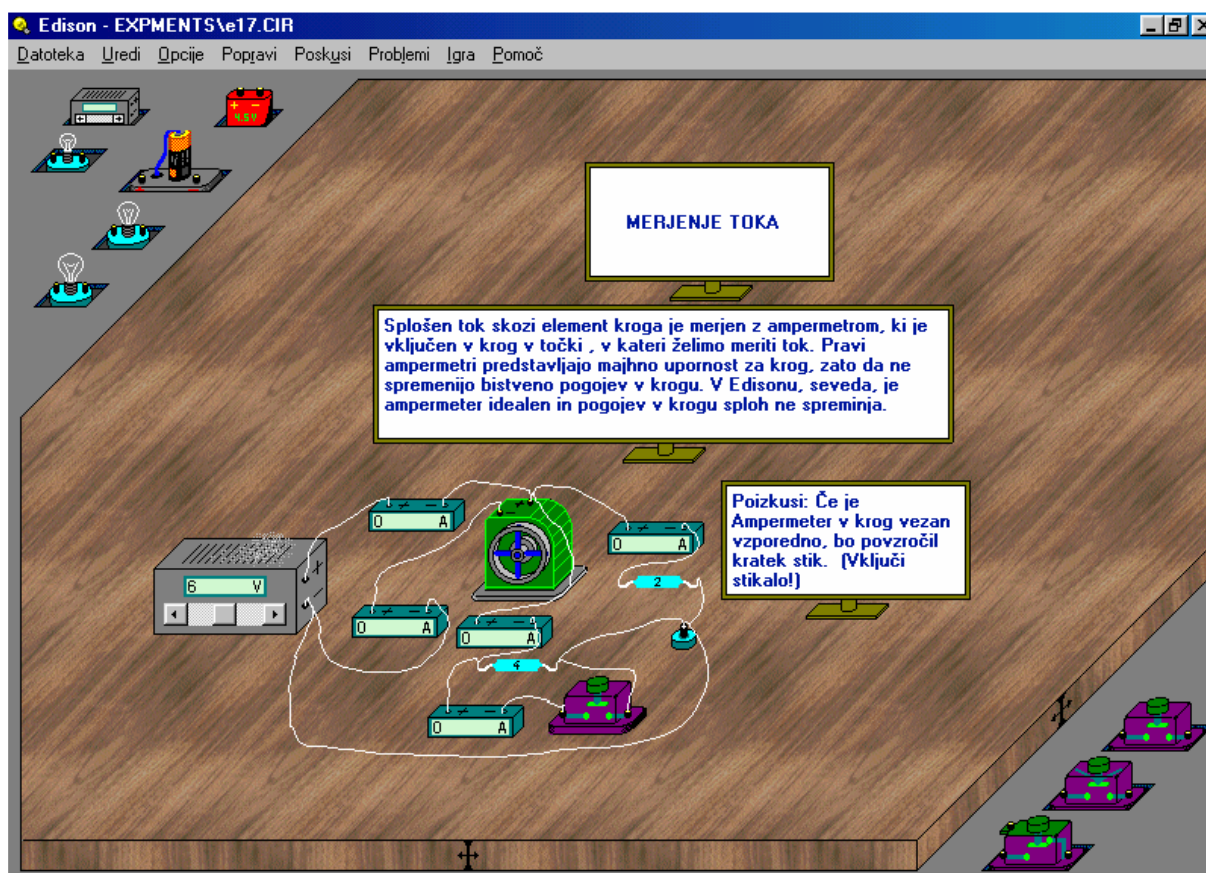 Edison - EXPMENTS\e17.CIR
Datoteka Uredi Opcije Popravi Poskusi Problemi Igra Pomoč
+ -
4.5V
MERJENJE TOKA
Splošen tok skozi element kroga je merjen z ampermetrom, ki je
vključen v krog v točki , v kateri želimo meriti tok. Pravi
ampermetri predstavljajo majhno upornost za krog, zato da ne
spremenijo bistveno pogojev v krogu. V Edisonu, seveda, je
ampermeter idealen in pogojev v krogu sploh ne spreminja.
Poizkusi: Če je
Ampermeter v krog vezan
vzporedno, bo povzročil
kratek stik. (Vključi
stikalo!)
0 A
0 A
6 V
2
0 A
0 A
4
0 A